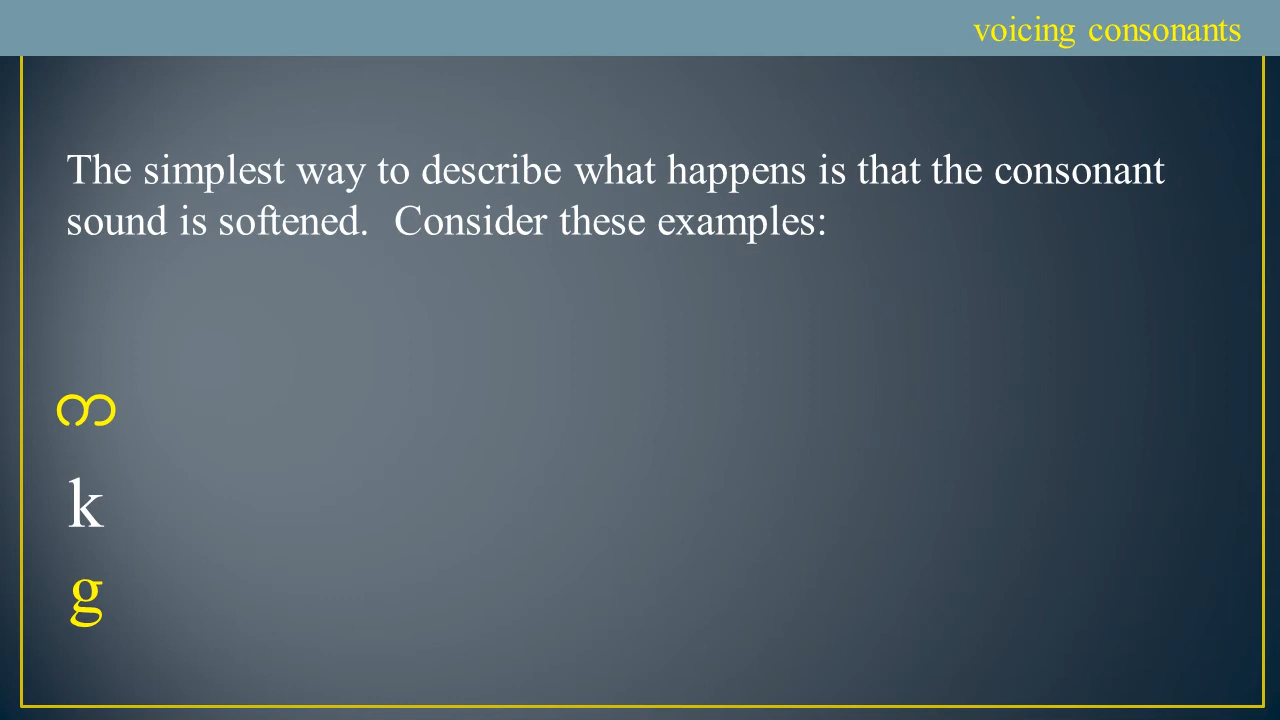 voicing consonants
The simplest way to describe what happens is that the consonant
sound is softened.  Consider these examples:
က
k
g